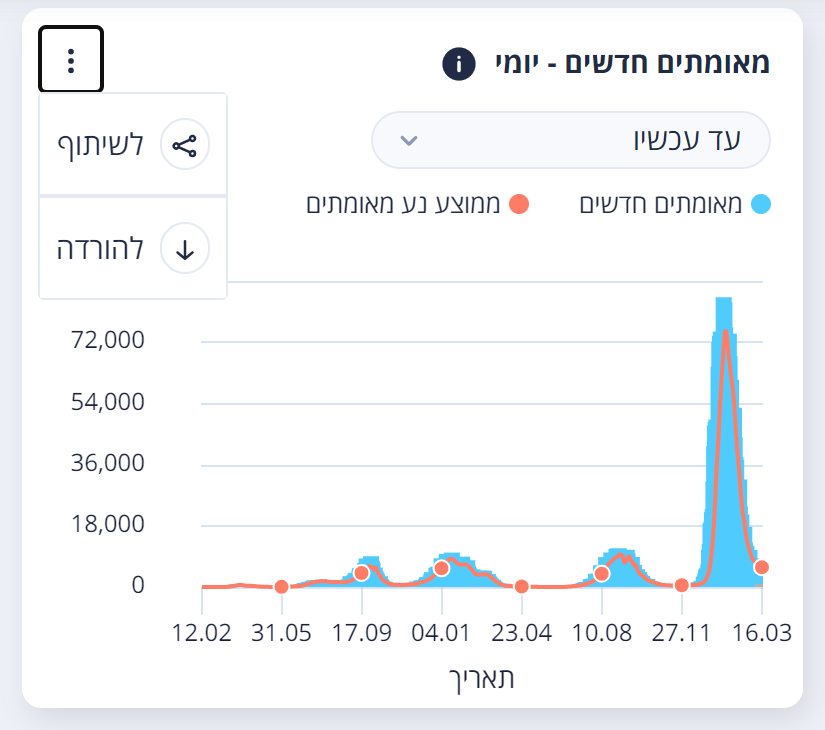 מאומתים חדשים - יומי
לשיתוף
להורדה
עד עכשיו
מאומתים חדשים
ממוצע נע מאומתים
72,000
54,000
36,000
18,000
0
12.02 31.05 17.09 04.01 23.04 10.08 27.11 16.03
תאריך